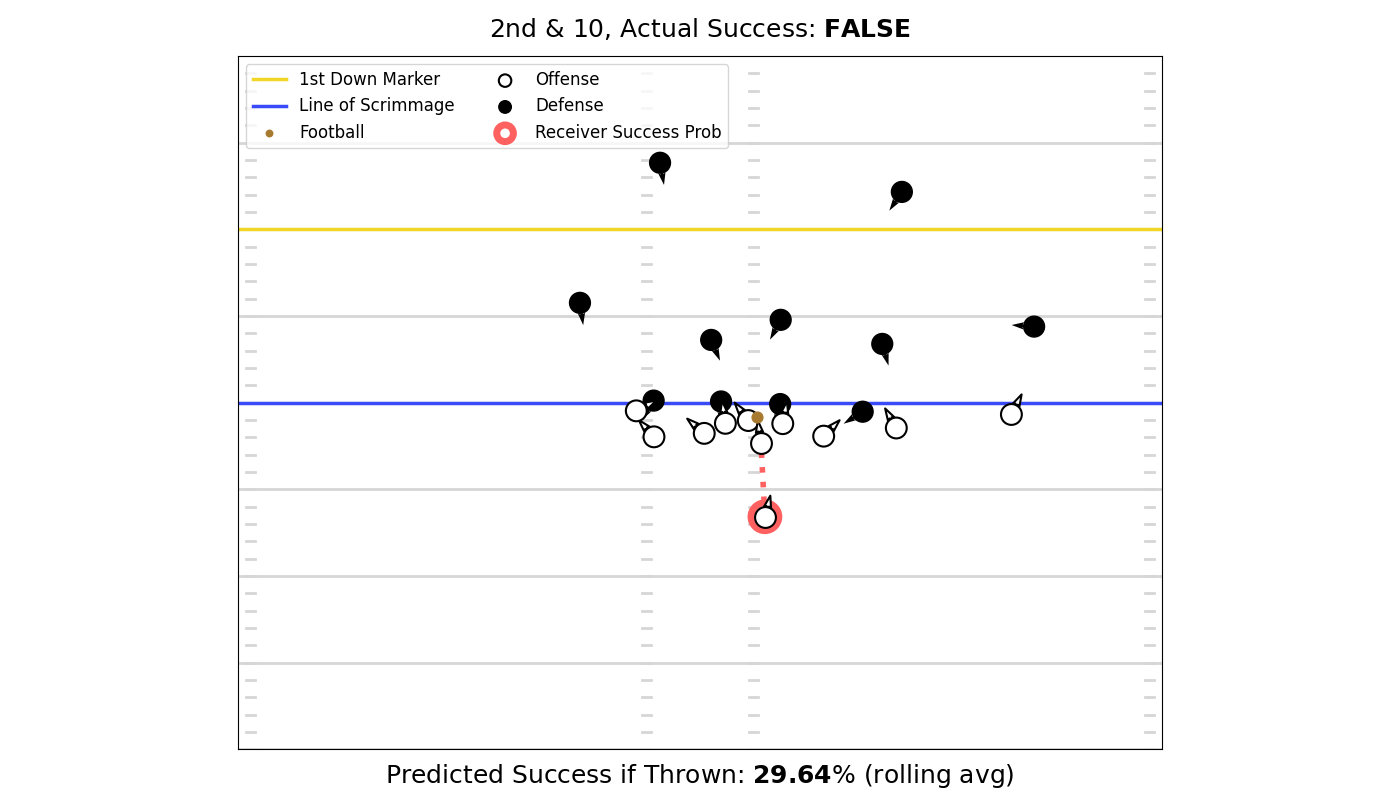 2nd & 10, Actual Success: FALSE
1st Down Marker
Line of Scrimmage
Football
Offense
Defense
Receiver Success Prob
Predicted Success if Thrown: 29.64% (rolling avg)